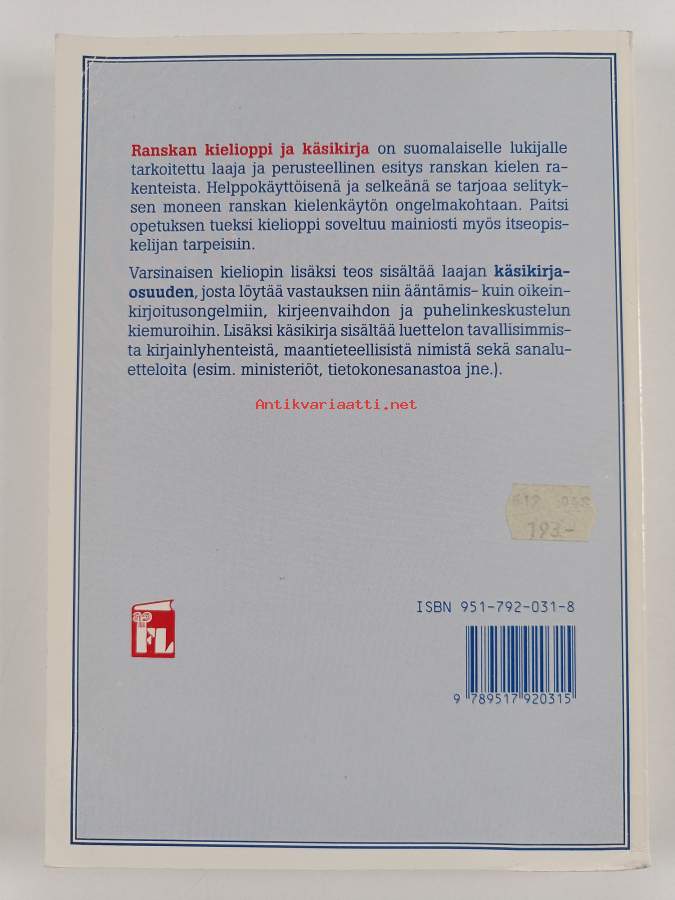 Ranskan kielioppi ja käsikirja on suomalaiselle lukijalle
tarkoitettu laaja ja perusteellinen esitys ranskan kielen ra-
kenteista. Helppokäyttöisenä ja selkeänä se tarjoaa selityk-
sen moneen ranskan kielenkäytön ongelmakohtaan. Paitsi
opetuksen tueksi kielioppi soveltuu mainiosti myös itseopis-
kelijan tarpeisiin.
Varsinaisen kieliopin lisäksi teos sisältää laajan käsikirja-
osuuden, josta löytää vastauksen niin ääntämis- kuin oikein-
kirjoitusongelmiin, kirjeenvaihdon ja puhelinkeskustelun
kiemuroihin. Lisäksi käsikirja sisältää luettelon tavallisimmis-
ta kirjainlyhenteistä, maantieteellisistä nimistä sekä sanalu-
etteloita (esim. ministeriöt, tietokonesanastoa jne.).
Antikvariaatti.net
193.-
ISBN 951-792-031-8
FL
9 789517 920315